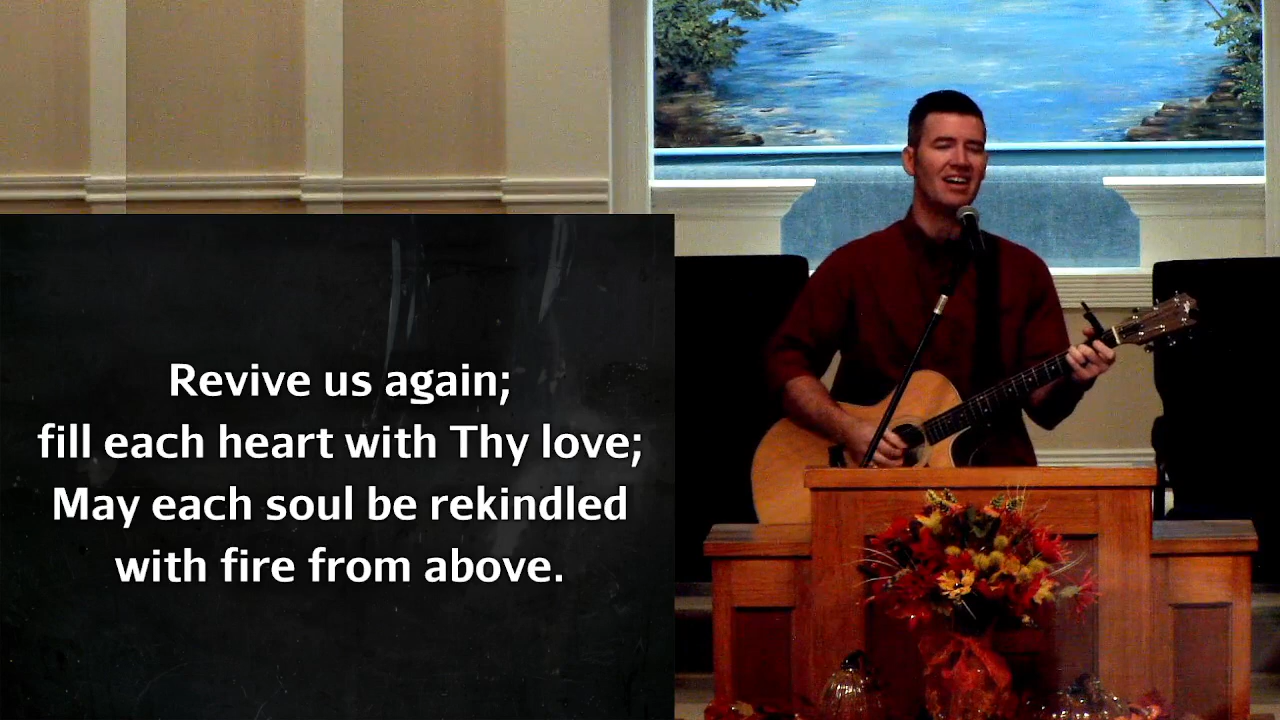 Revive us again;
fill each heart with Thy love;
May each soul be rekindled
with fire from above.